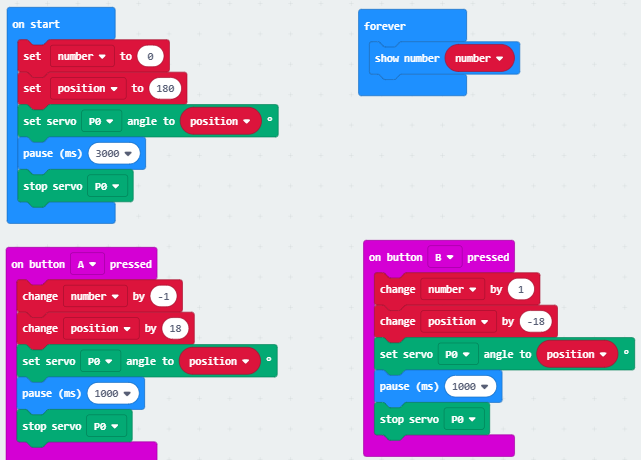 on start
set number to 0
set position to 180
set servo P0 angle to position °
pause (ms) 3000
stop servo P0
forever
show number number
on button A pressed
change number by -1
change position by 18
set servo P0 angle to position °
pause (ms) 1000
stop servo P0
on button B pressed
change number by 1
change position by -18
set servo P0 angle to position °
pause (ms) 1000
stop servo P0